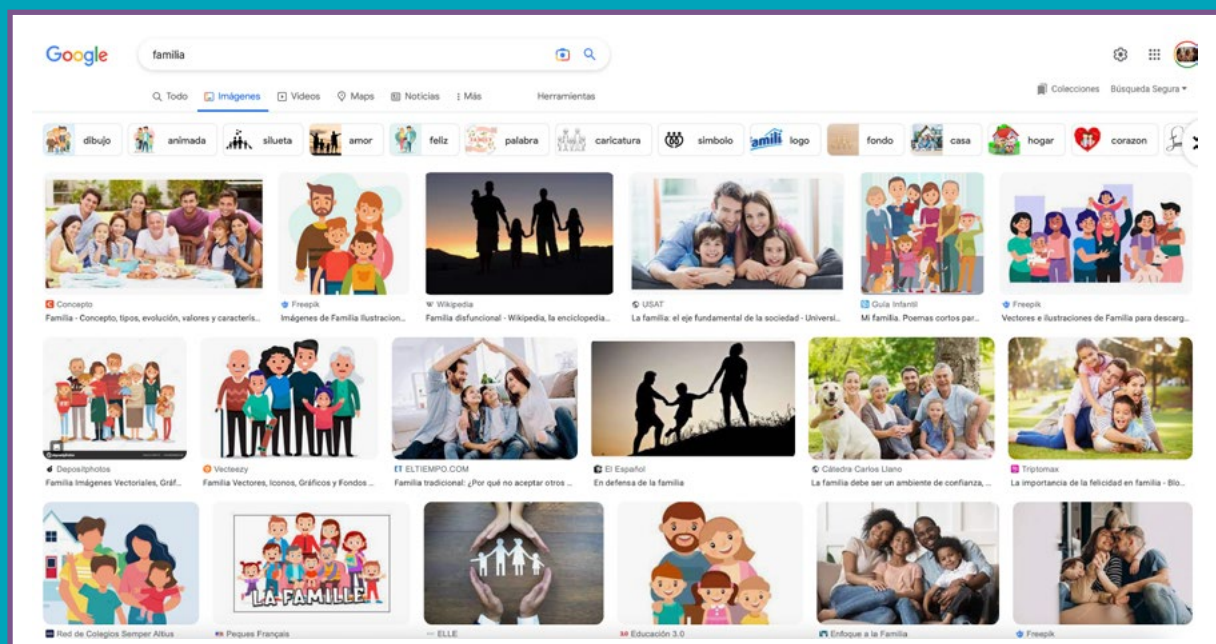 Google
familia
Todo Imágenes Videos Maps Noticias Más Herramientas
Colecciones Búsqueda Segura
dibujo animada silueta amor feliz palabra caricatura simbolo logo fondo casa hogar corazon
Concepto
Familia - Concepto, tipos, evolución, valores y caracterís...
Freepik
Imágenes de Familia Ilustracion...
Wikipedia
Familia disfuncional - Wikipedia, la enciclopedia...
USAT
La familia: el eje fundamental de la sociedad - Universi...
Guía Infantil
Mi familia. Poemas cortos par...
Freepik
Vectores e ilustraciones de Familia para descarg...
Depositphotos
Familia Imágenes Vectoriales, Gráf...
Vecteezy
Familia Vectores, Iconos, Gráficos y Fondos ...
ET ELTIEMPO.COM
Familia tradicional: ¿Por qué no aceptar otros ...
El Español
En defensa de la familia
Cátedra Carlos Llano
La familia debe ser un ambiente de confianza, ...
Triptomax
La importancia de la felicidad en familia - Blo...
LA FAMILLE
Red de Colegios Semper Altius
Peques Français
ELLE
3.0 Educación 3.0
Enfoque a la Familia
Freepik